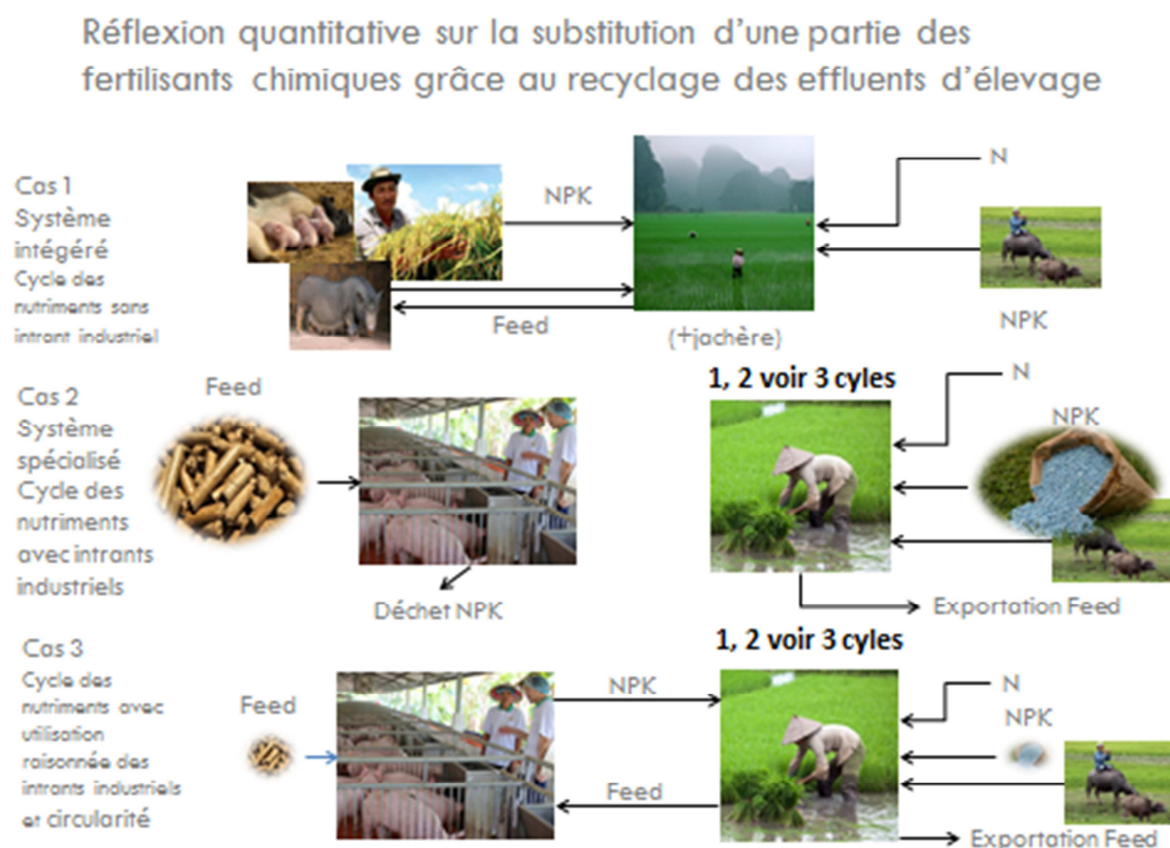 Réflexion quantitative sur la substitution d'une partie des
fertilisants chimiques grâce au recyclage des effluents d'élevage
Cas 1
Système
intégéré
Cycle des
nutriments sans
intrant industriel
NPK
Feed
(+jachère)
N
NPK
Cas 2
Système
spécialisé
Cycle des
nutriments
avec intrants
industriels
Feed
Déchet NPK
1, 2 voir 3 cyles
N
NPK
Exportation Feed
Cas 3
Cycle des
nutriments avec
utilisation
raisonnée des
intrants industriels
et circularité
Feed
NPK
Feed
1, 2 voir 3 cyles
N
NPK
Exportation Feed